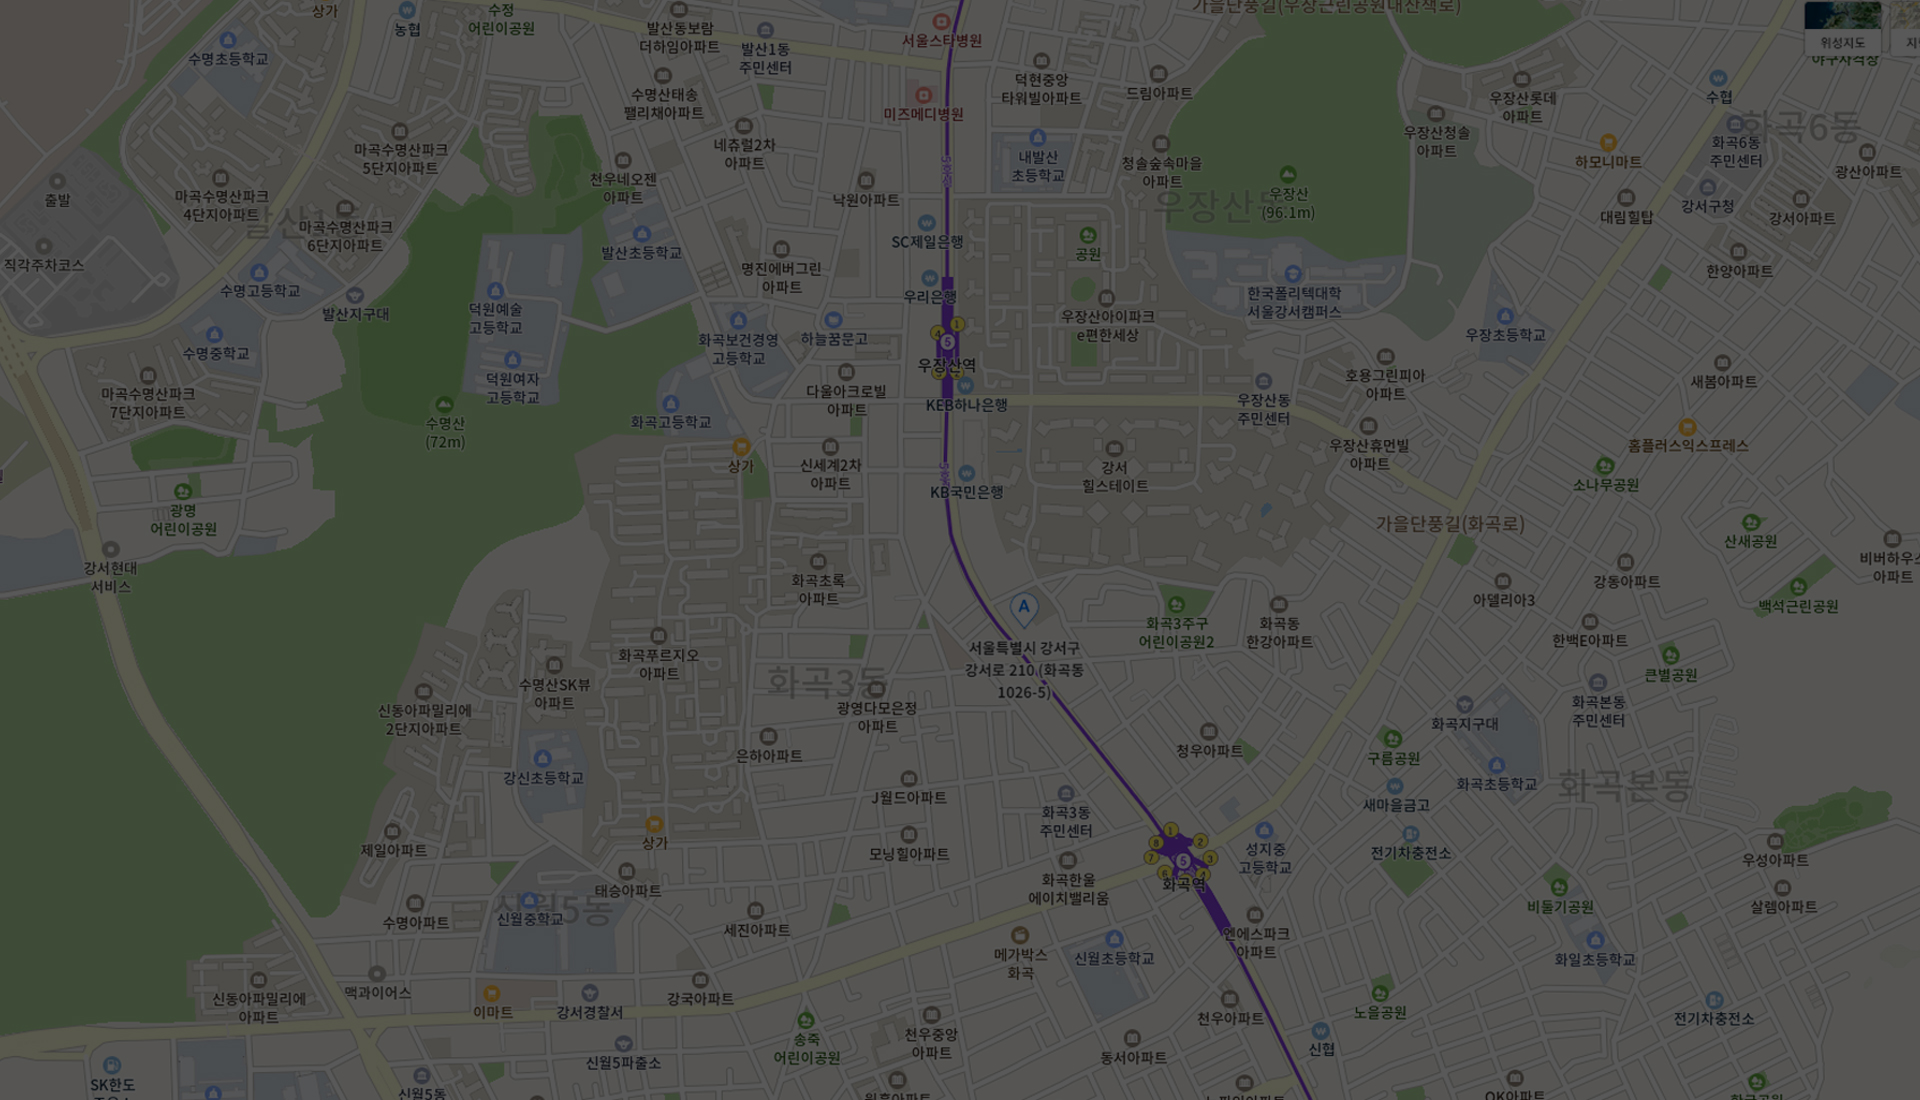 상가
농협
수정
어린이공원
발산동보람
더하임아파트
발산1동
주민센터
서울스타병원
가을단풍길(우장근린공원내산책로)
위성지도
수명초등학교
덕현중앙
타워빌아파트
드림아파트
우장산롯데
아파트
수협
야구사격장
수명산태송
팰리채아파트
미즈메디병원
우장산청솔
아파트
화곡6동
화곡6동
주민센터
하모니마트
광산아파트
마곡수명산파크
5단지아파트
네츄럴2차
아파트
내발산
초등학교
청솔숲속마을
아파트
출발
마곡수명산파크
4단지아파트
천우네오젠
아파트
낙원아파트
우장산
(96.1m)
대림힐탑
강서구청
강서아파트
마곡수명산파크
6단지아파트
발산초등학교
SC제일은행
공원
직각주차코스
수명고등학교
명진에버그린
아파트
한양아파트
우리은행
한국폴리텍대학
서울강서캠퍼스
발산지구대
덕원예술
고등학교
우장산아이파크
e편한세상
우장초등학교
수명중학교
화곡보건경영
고등학교
하늘꿈문고
4
1
5
우장산역
덕원여자
고등학교
호용그린피아
아파트
새봄아파트
마곡수명산파크
7단지아파트
다울아크로빌
아파트
KEB하나은행
우장산동
주민센터
수명산
(72m)
화곡고등학교
우장산휴먼빌
아파트
홈플러스익스프레스
상가
신세계2차
아파트
강서
힐스테이트
소나무공원
KB국민은행
광명
어린이공원
가을단풍길(화곡로)
산새공원
강서현대
서비스
화곡초록
아파트
아델리아3
강동아파트
비버하우스
아파트
백석근린공원
A
화곡3주구
어린이공원2
화곡동
한강아파트
한백E아파트
서울특별시 강서구
강서로 210 (화곡동
1026-5)
화곡푸르지오
아파트
화곡3동
큰별공원
수명산SK뷰
아파트
신동아파밀리에
2단지아파트
광영다모은정
아파트
화곡지구대
화곡본동
주민센터
은하아파트
청우아파트
구름공원
강신초등학교
화곡초등학교
화곡본동
J월드아파트
새마을금고
화곡3동
주민센터
제일아파트
상가
모닝힐아파트
1
8
2
7
5
3
6
4
화곡역
성지중
고등학교
전기차충전소
우성아파트
태승아파트
화곡한울
에이치밸리움
신월5동
수명아파트
신월중학교
비둘기공원
살렘아파트
세진아파트
엔에스파크
아파트
메가박스
화곡
신월초등학교
화일초등학교
신동아파밀리에
아파트
맥과이어스
이마트
강서경찰서
강국아파트
천우아파트
노을공원
전기차충전소
송죽
어린이공원
천우중앙
아파트
신협
신월5파출소
동서아파트
SK한도
신월5동